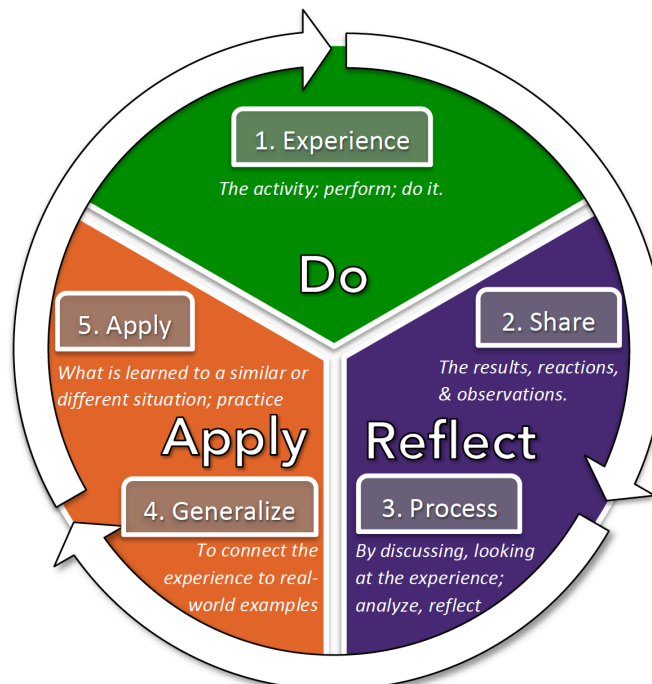 1. Experience
The activity; perform; do it.
Do
2. Share
The results, reactions,
& observations.
Reflect
3. Process
By discussing, looking
at the experience;
analyze, reflect
4. Generalize
To connect the
experience to real-
world examples
Apply
5. Apply
What is learned to a similar or
different situation; practice